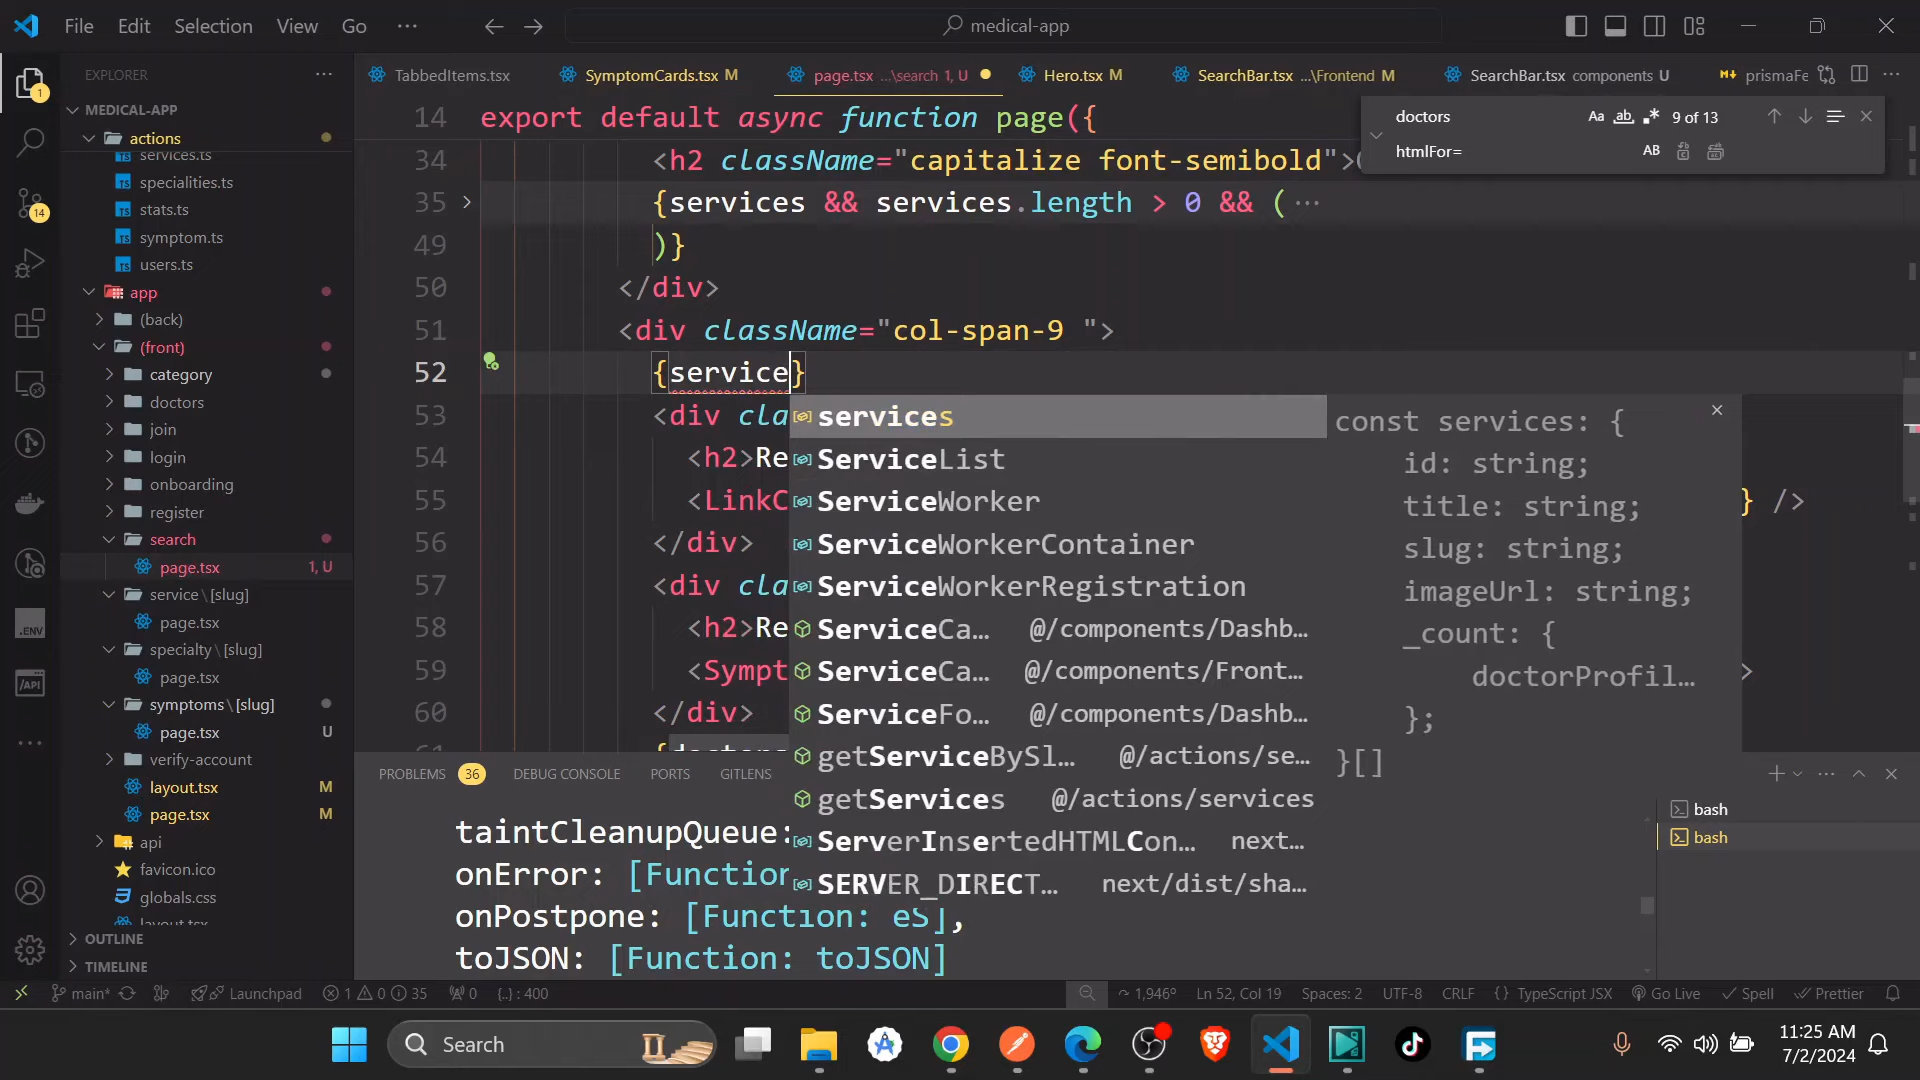 File Edit Selection View Go ··· medical-app
EXPLORER ···
TabbedItems.tsx SymptomCards.tsx M page.tsx ...\search 1, U Hero.tsx M SearchBar.tsx ...\Frontend M SearchBar.tsx components U prismaFe ···
MEDICAL-APP
actions
services.ts
specialities.ts
stats.ts
symptom.ts
users.ts
app
(back)
(front)
category
doctors
join
login
onboarding
register
search
page.tsx 1, U
service\[slug]
page.tsx
specialty\[slug]
page.tsx
symptoms\[slug]
page.tsx U
verify-account
layout.tsx M
page.tsx M
api
favicon.ico
globals.css
layout.tsx
OUTLINE
TIMELINE
doctors Aa ab 9 of 13
htmlFor= AB
14 export default async function page({
34 <h2 className="capitalize font-semibold">
35 {services && services.length > 0 && (···
49 )}
50 </div>
51 <div className="col-span-9 ">
52 {service}
53 <div cla
54 <h2>Re
55 <LinkC } />
56 </div>
57 <div cla
58 <h2>Re
59 <Sympt >
60 </div>
61 {doctors
services
ServiceList
ServiceWorker
ServiceWorkerContainer
ServiceWorkerRegistration
ServiceCa… @/components/Dashb…
ServiceCa… @/components/Front…
ServiceFo… @/components/Dashb…
getServiceBySl… @/actions/se…
getServices @/actions/services
ServerInsertedHTMLCon… next…
SERVER_DIRECT… next/dist/sha…
const services: {
id: string;
title: string;
slug: string;
imageUrl: string;
_count: {
doctorProfil…
};
}[]
PROBLEMS 36 DEBUG CONSOLE PORTS GITLENS
taintCleanupQueue:
onError: [Function
onPostpone: [Function: eS],
toJSON: [Function: toJSON]
bash
bash
main* Launchpad 1 0 35 0 {..} : 400 1,946° Ln 52, Col 19 Spaces: 2 UTF-8 CRLF {} TypeScript JSX Go Live Spell Prettier
Search
11:25 AM
7/2/2024
.ENV
/API
1
14